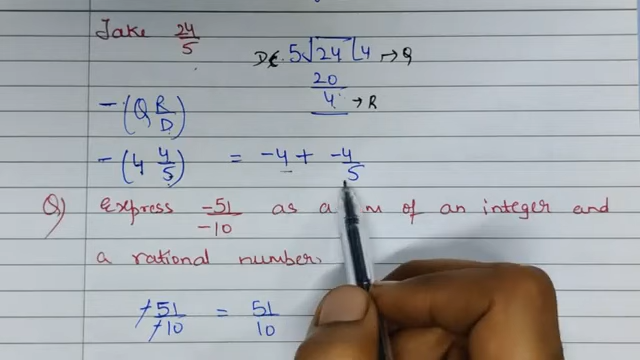 Take 24/5
D← 5√24 ⌊4 → Q
20
4 → R
-(Q R/D)
-(4 4/5) = -4 + -4/5
Q) Express -51/-10 as a of an integer and
a rational number.
-51/-10 = 51/10